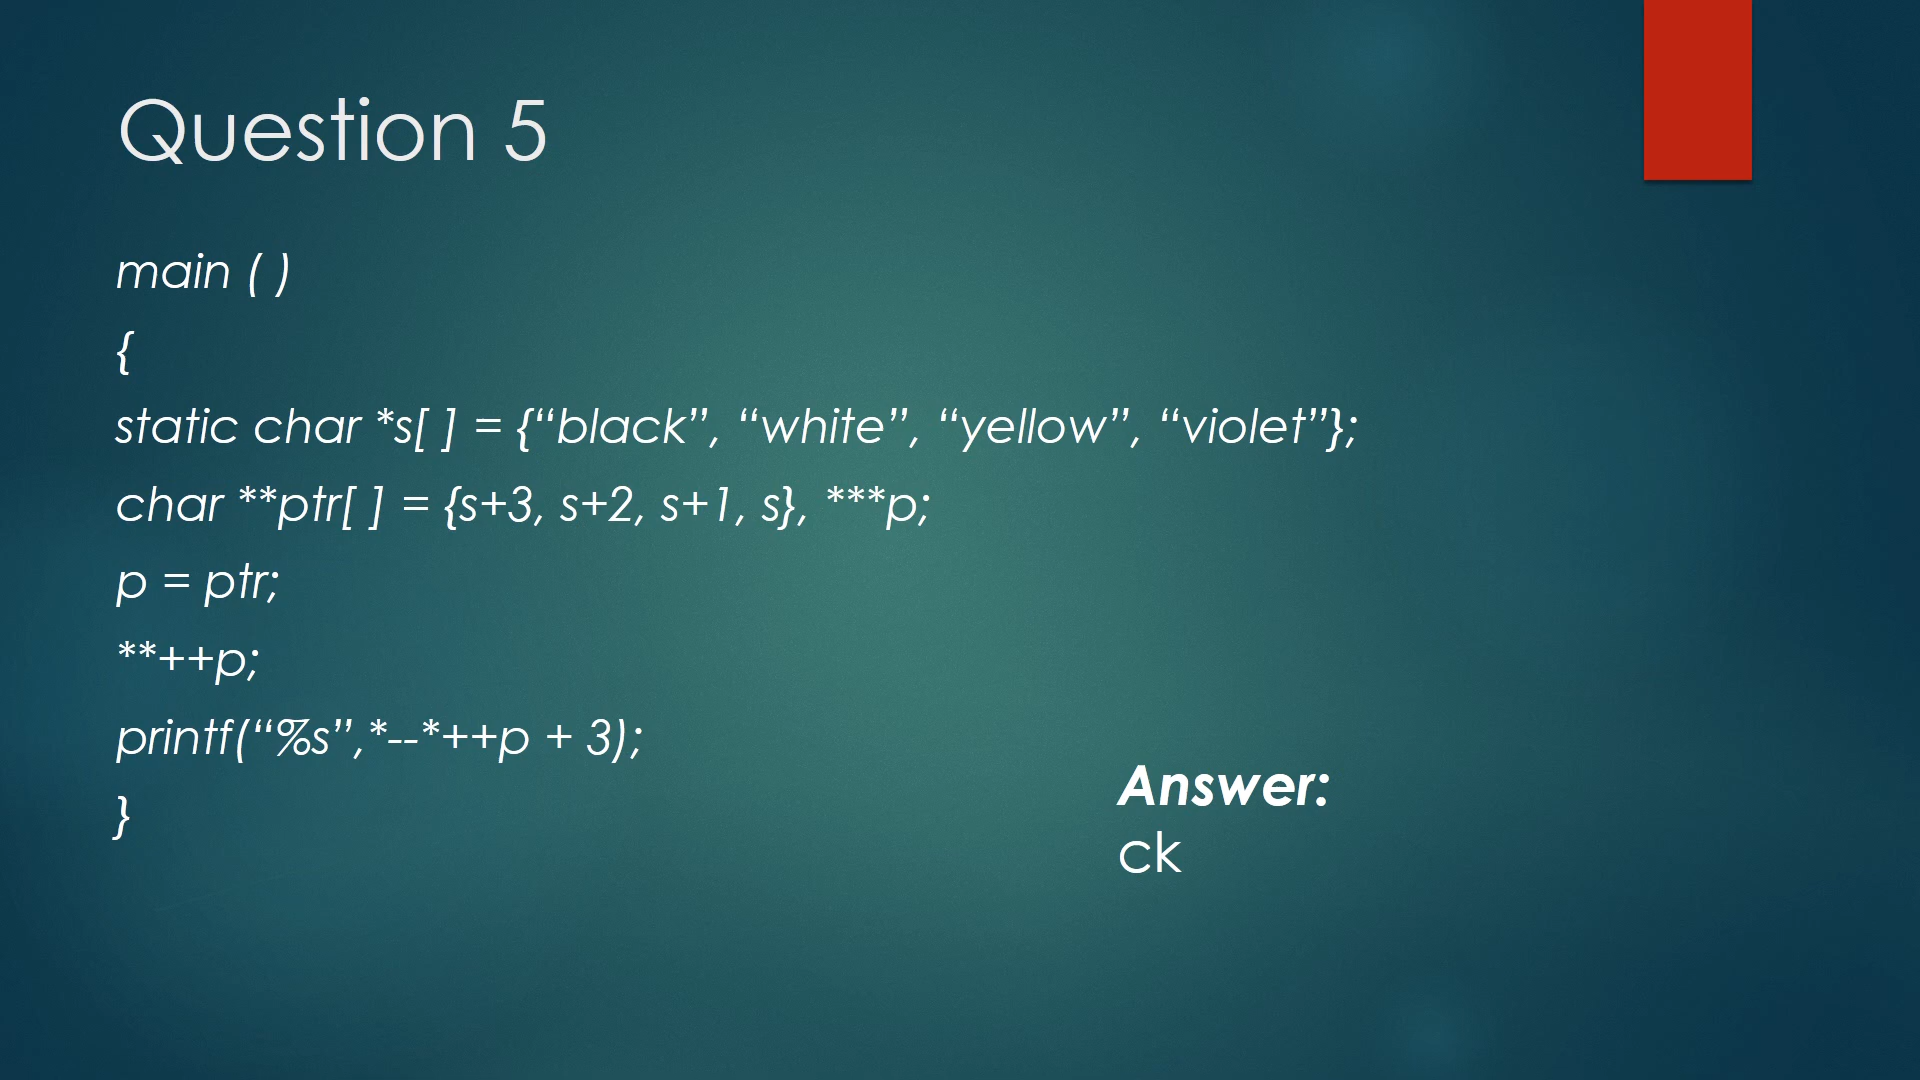 Question 5
main ( )
{
static char *s[ ] = {“black”, “white”, “yellow”, “violet”};
char **ptr[ ] = {s+3, s+2, s+1, s}, ***p;
p = ptr;
**++p;
printf(“%s”,*--*++p + 3);
}
Answer:
ck